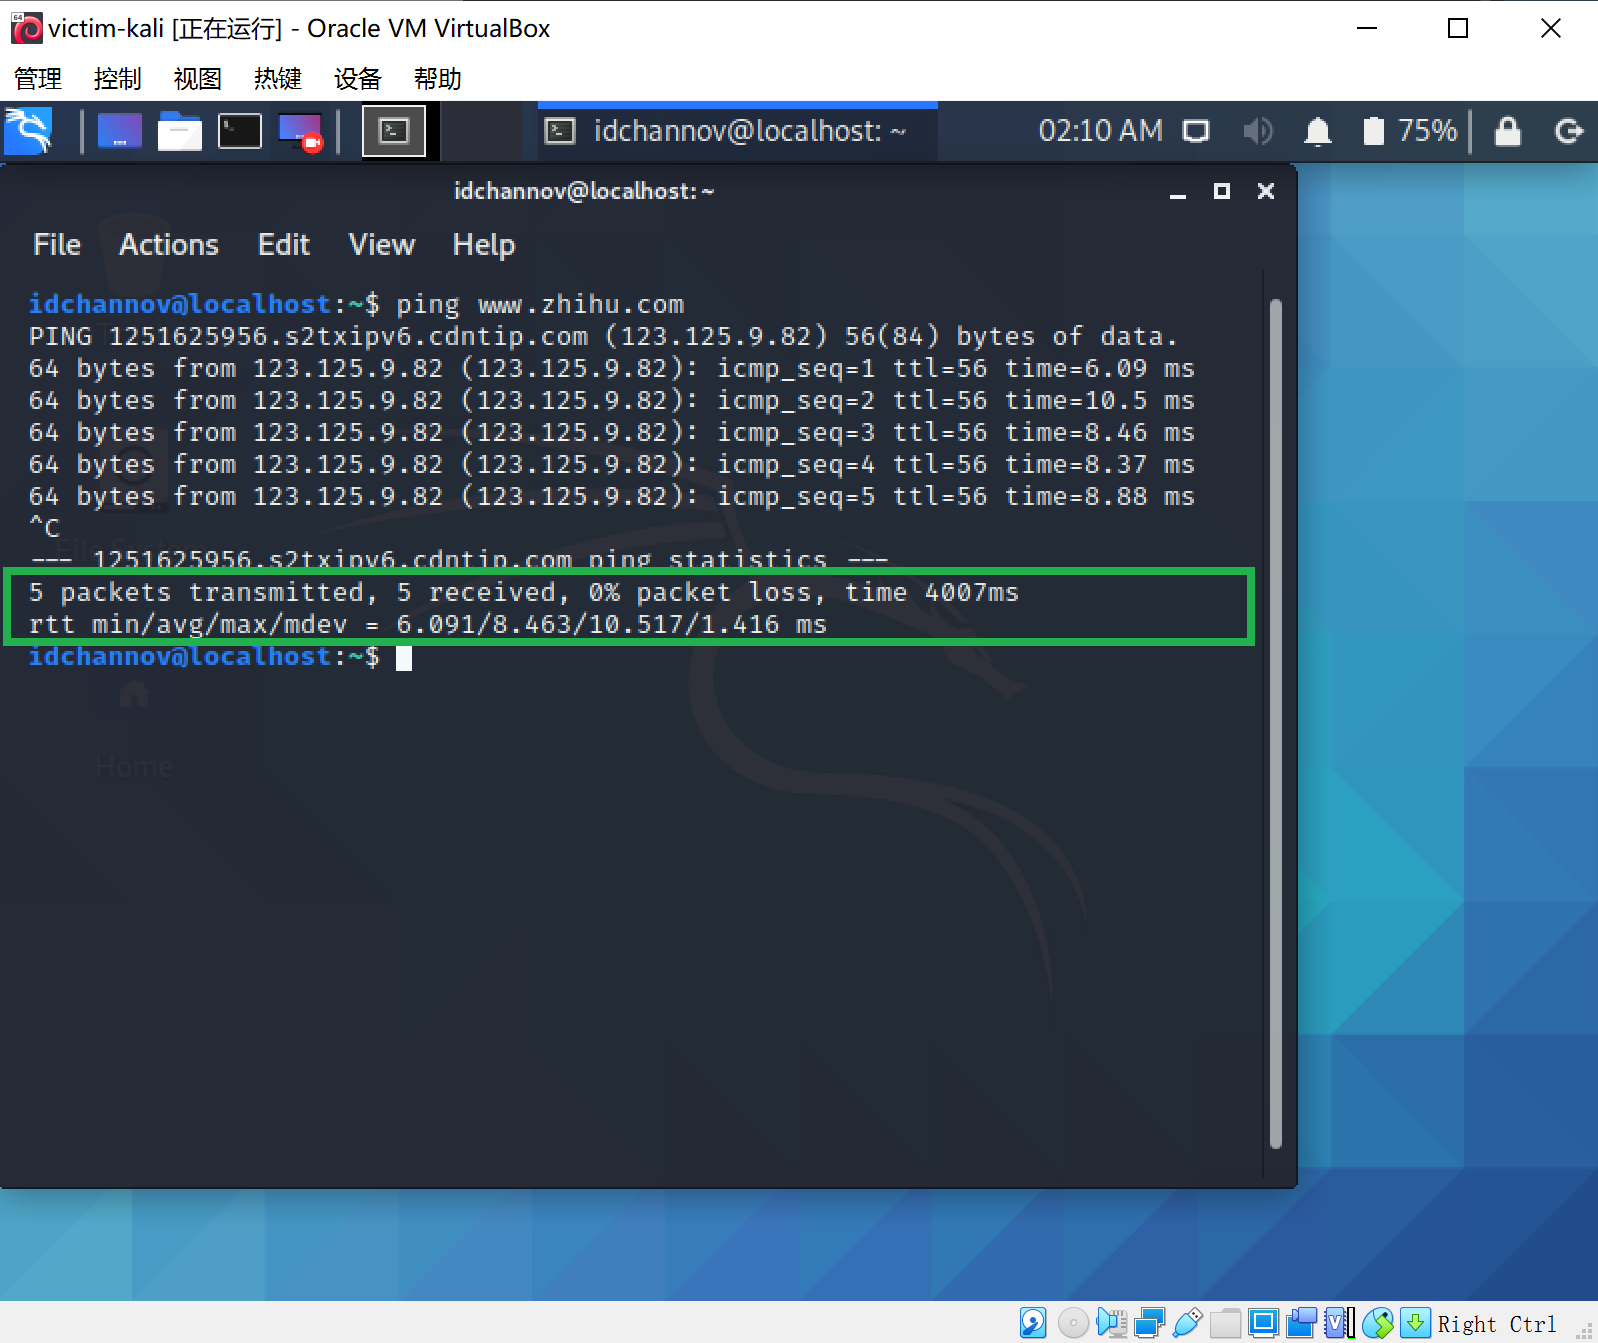 victim-kali [正在运行] - Oracle VM VirtualBox
管理 控制 视图 热键 设备 帮助
idchannov@localhost: ~ 02:10 AM 75%
idchannov@localhost: ~
File Actions Edit View Help
idchannov@localhost:~$ ping www.zhihu.com
PING 1251625956.s2txipv6.cdntip.com (123.125.9.82) 56(84) bytes of data.
64 bytes from 123.125.9.82 (123.125.9.82): icmp_seq=1 ttl=56 time=6.09 ms
64 bytes from 123.125.9.82 (123.125.9.82): icmp_seq=2 ttl=56 time=10.5 ms
64 bytes from 123.125.9.82 (123.125.9.82): icmp_seq=3 ttl=56 time=8.46 ms
64 bytes from 123.125.9.82 (123.125.9.82): icmp_seq=4 ttl=56 time=8.37 ms
64 bytes from 123.125.9.82 (123.125.9.82): icmp_seq=5 ttl=56 time=8.88 ms
^C
--- 1251625956.s2txipv6.cdntip.com ping statistics ---
5 packets transmitted, 5 received, 0% packet loss, time 4007ms
rtt min/avg/max/mdev = 6.091/8.463/10.517/1.416 ms
idchannov@localhost:~$
Home
Right Ctrl